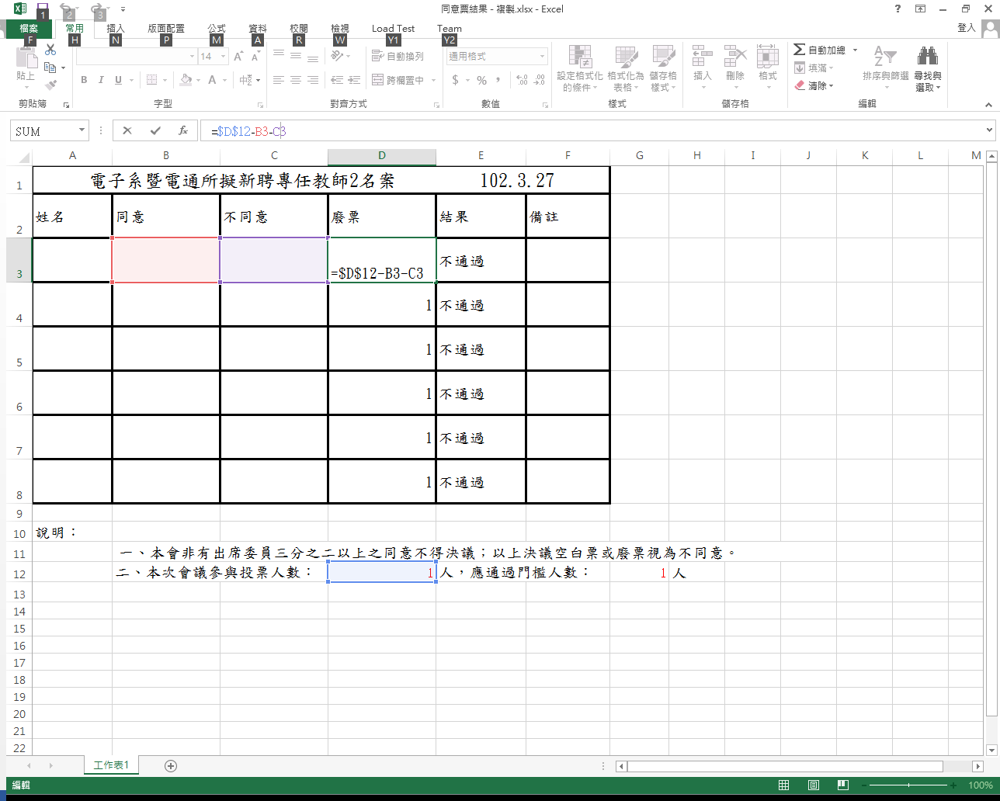 同意票結果 - 複製.xlsx - Excel
1 2 3
登入
檔案 常用 插入 版面配置 公式 資料 校閱 檢視 Load Test Team
F H N P M A R W Y1 Y2
貼上
剪貼簿
14
B I U
字型
自動換列
跨欄置中
對齊方式
通用格式
$ % ,
數值
設定格式化的條件
格式化為表格
儲存格樣式
樣式
插入 刪除 格式
儲存格
自動加總
填滿
清除
排序與篩選
尋找與選取
編輯
SUM
fx
=$D$12-B3-C3
A B C D E F G H I J K L M
1 電子系暨電通所擬新聘專任教師2名案 102.3.27
2 姓名 同意 不同意 廢票 結果 備註
3 =$D$12-B3-C3 不通過
4 1 不通過
5 1 不通過
6 1 不通過
7 1 不通過
8 1 不通過
9
10 說明：
11 一、本會非有出席委員三分之二以上之同意不得決議；以上決議空白票或廢票視為不同意。
12 二、本次會議參與投票人數： 1 人，應通過門檻人數： 1 人
13
14
15
16
17
18
19
20
21
22
工作表1
編輯
100%